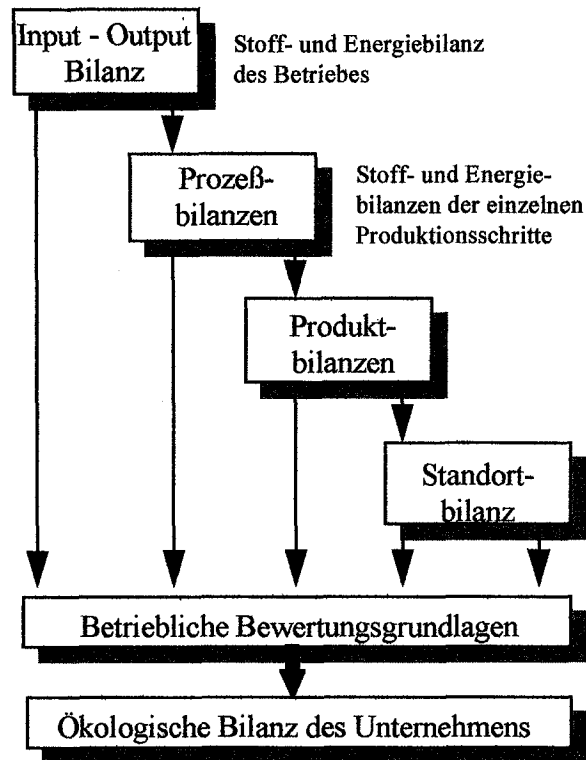 Input - Output
Bilanz
Stoff- und Energiebilanz
des Betriebes
Prozeß-
bilanzen
Stoff- und Energie-
bilanzen der einzelnen
Produktionsschritte
Produkt-
bilanzen
Standort-
bilanz
Betriebliche Bewertungsgrundlagen
Ökologische Bilanz des Unternehmens